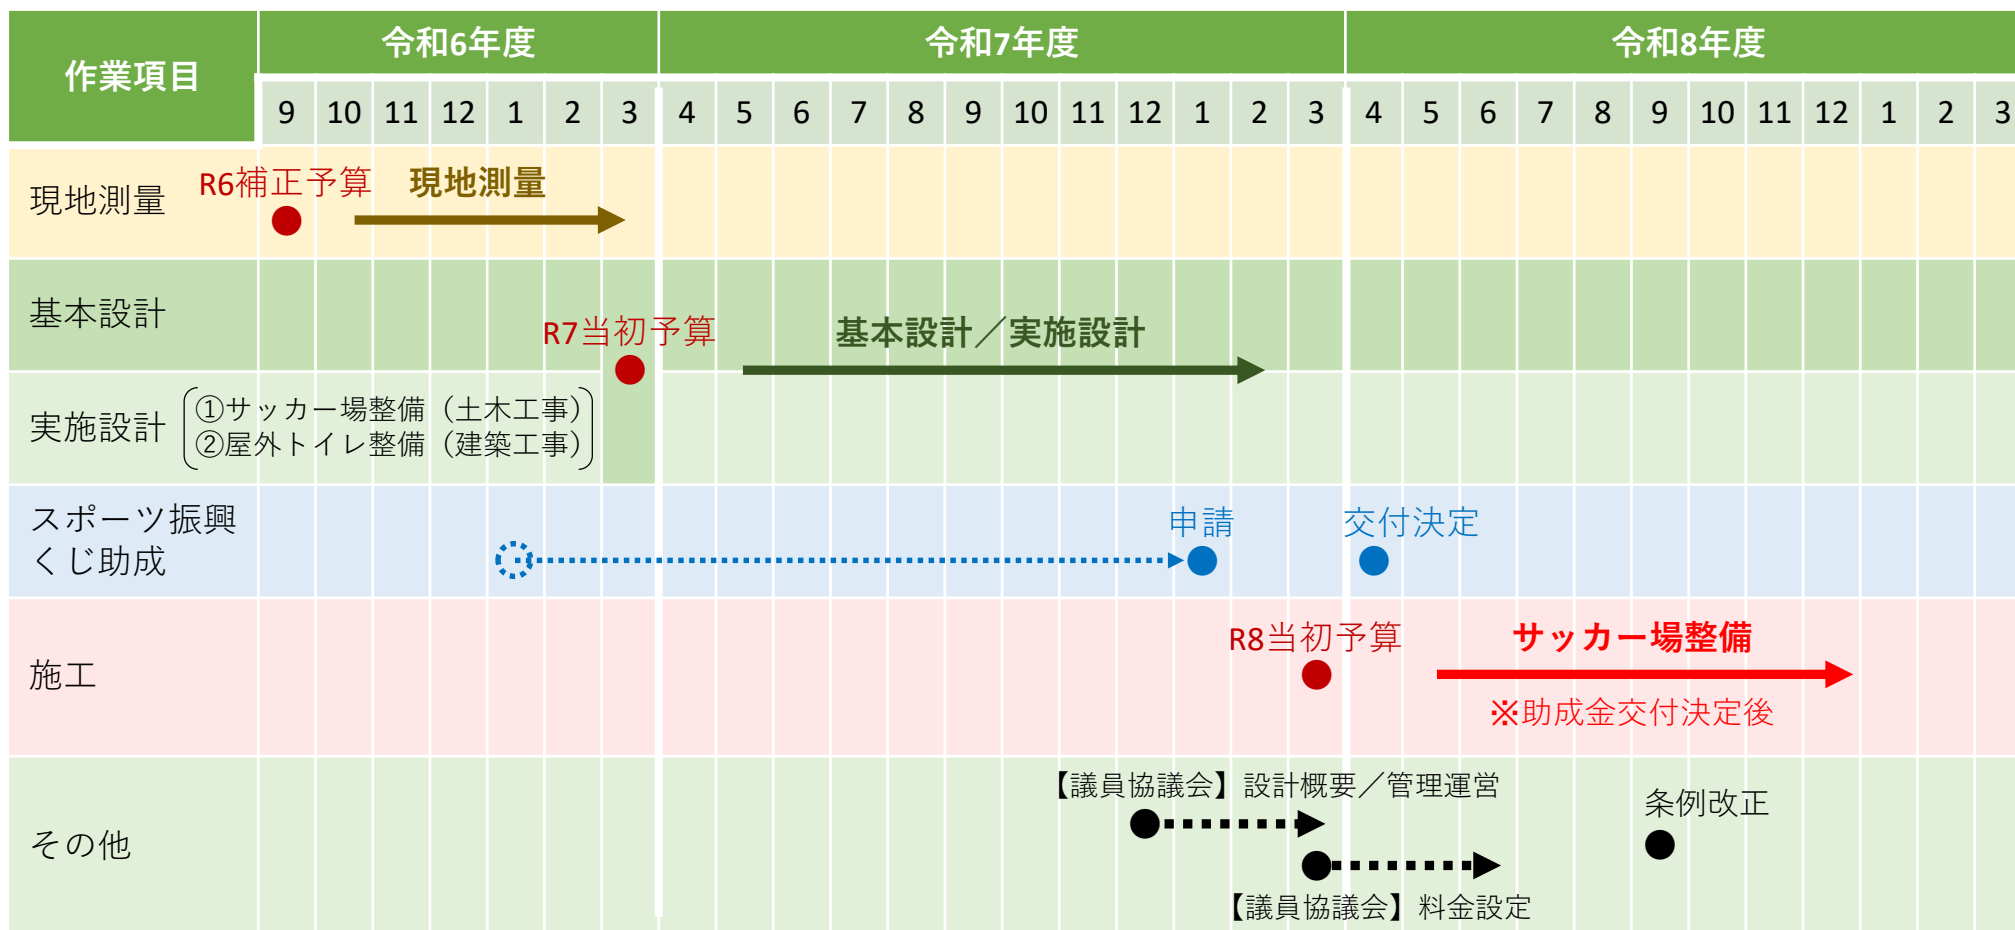 作業項目
令和6年度
令和7年度
令和8年度
9 10 11 12 1 2 3 4 5 6 7 8 9 10 11 12 1 2 3 4 5 6 7 8 9 10 11 12 1 2 3
現地測量
R6補正予算
現地測量
基本設計
R7当初予算
基本設計／実施設計
実施設計
①サッカー場整備（土木工事）
②屋外トイレ整備（建築工事）
スポーツ振興
くじ助成
申請
交付決定
施工
R8当初予算
サッカー場整備
※助成金交付決定後
その他
【議員協議会】設計概要／管理運営
条例改正
【議員協議会】料金設定